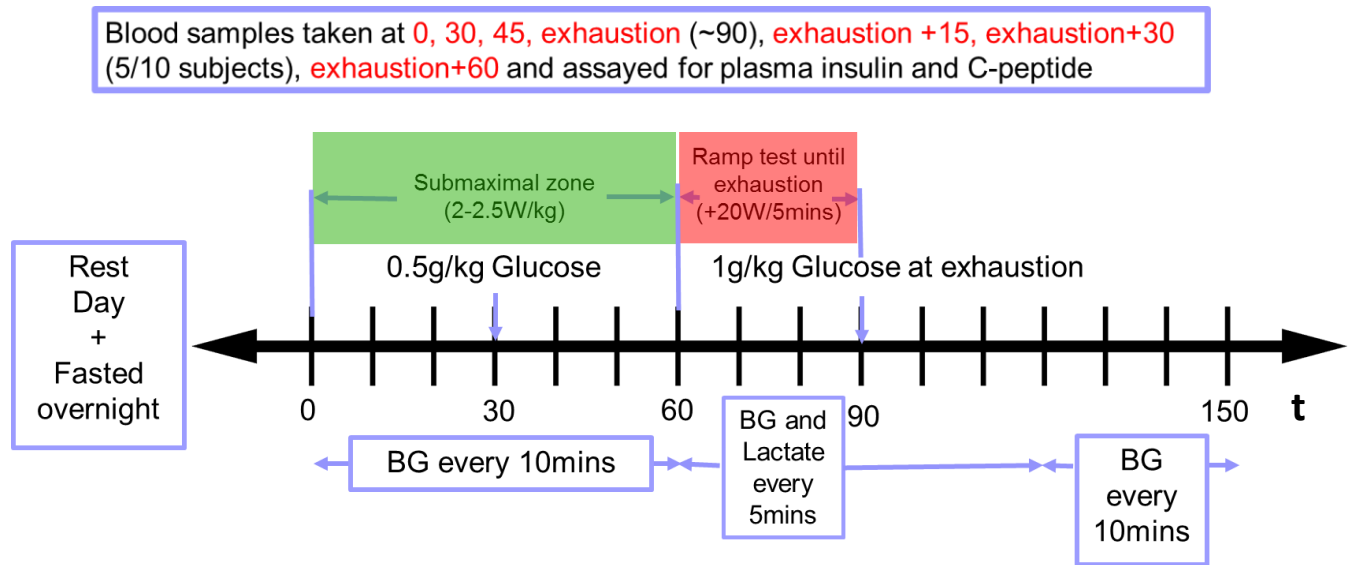 Blood samples taken at 0, 30, 45, exhaustion (~90), exhaustion +15, exhaustion+30
(5/10 subjects), exhaustion+60 and assayed for plasma insulin and C-peptide
Submaximal zone
(2-2.5W/kg)
Ramp test until
exhaustion
(+20W/5mins)
Rest
Day
+
Fasted
overnight
0.5g/kg Glucose
1g/kg Glucose at exhaustion
0
30
60
90
150
t
BG every 10mins
BG and
Lactate
every
5mins
BG
every
10mins